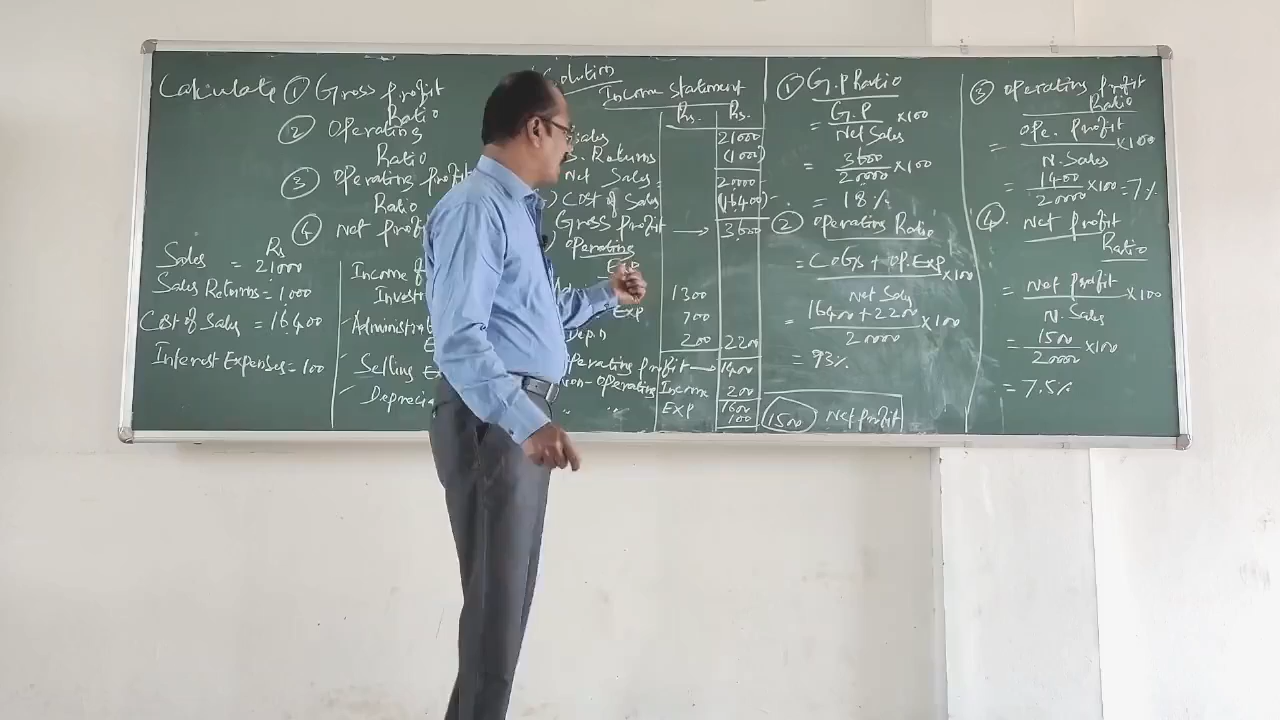 Calculate ① Gross profit
Ratio
② Operating
Ratio
③ Operating profit
Ratio
④ Net profi
Rs
Sales = 21000
Sales Returns = 1000
Cost of Sales = 16400
Interest Expenses = 100
Income of
Invest
Administrat
Selling Ex
Deprecia
Solution
Income Statement
Rs. Rs.
Sales 21000
S. Returns (1000)
Net Sales 20000
Cost of Sales (16400)
Gross Profit → 3600
Operating
Exp
1300
Exp 700
Dep.n 200 2200
Operating profit → 1400
Non-Operating Income 200
" " Exp 1600
100
1500 Net profit
① G.P Ratio
= G.P / Net Sales × 100
= 3600 / 20000 × 100
= 18 %
② Operating Ratio
= COGS + OP. EXP / Net Sales × 100
= 16400 + 2200 / 20000 × 100
= 93 %
③ Operating Profit
Ratio
= Ope. Profit / N. Sales × 100
= 1400 / 20000 × 100 = 7 %
④. Net profit
Ratio
= Net profit / N. Sales × 100
= 1500 / 20000 × 100
= 7.5 %